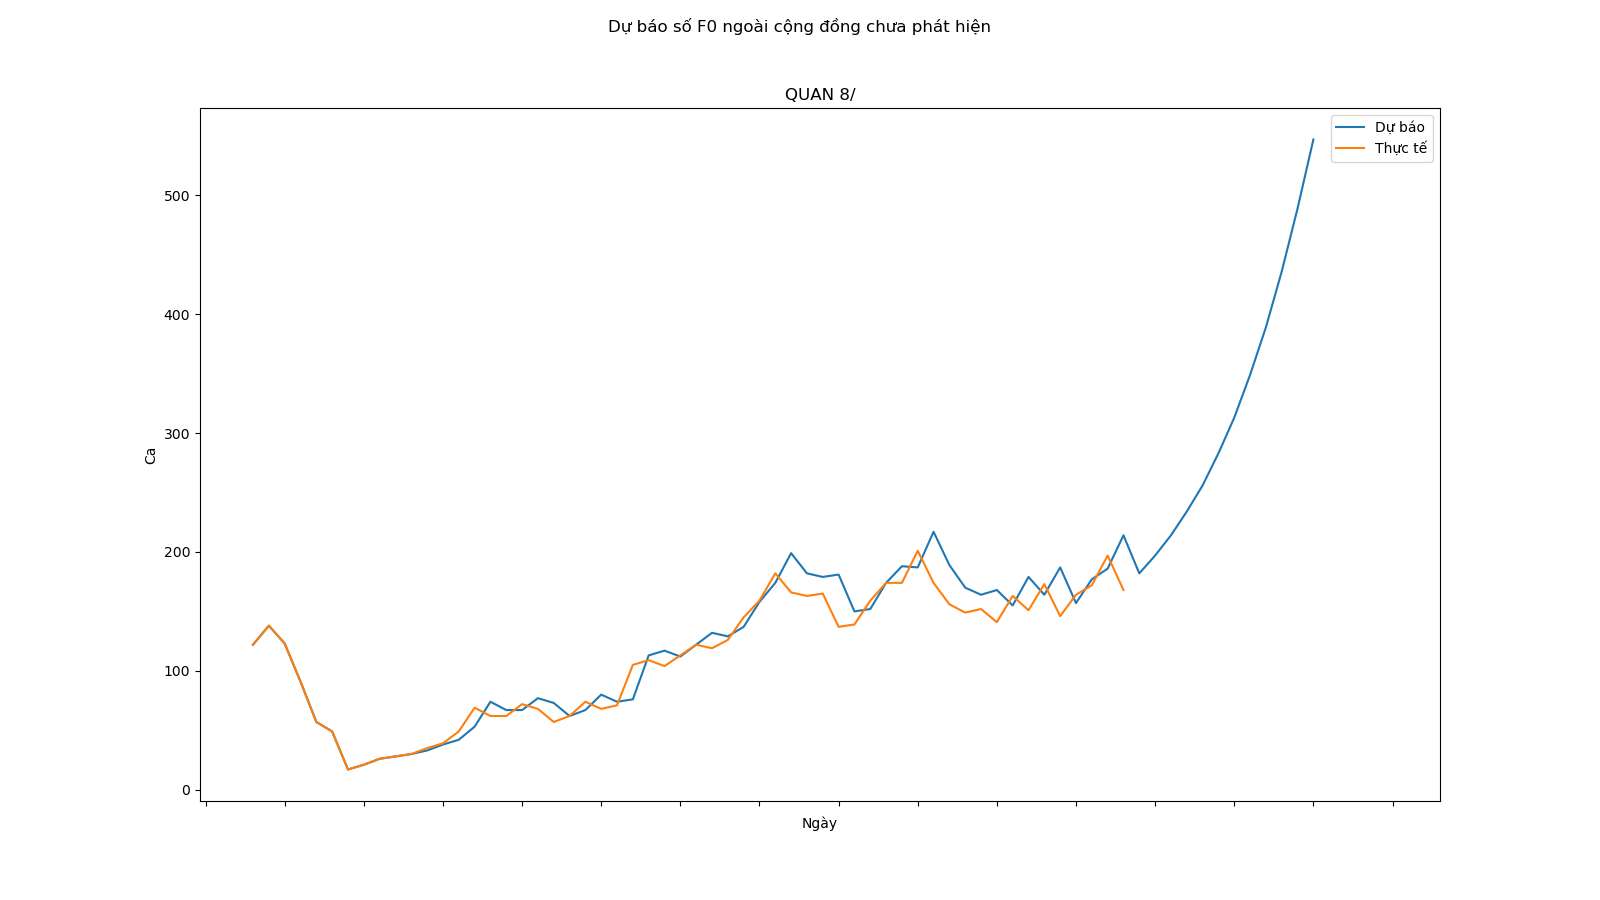 Dự báo số F0 ngoài cộng đồng chưa phát hiện
QUAN 8/
Dự báo
Thực tế
500
400
300
200
100
0
Ca
Ngày